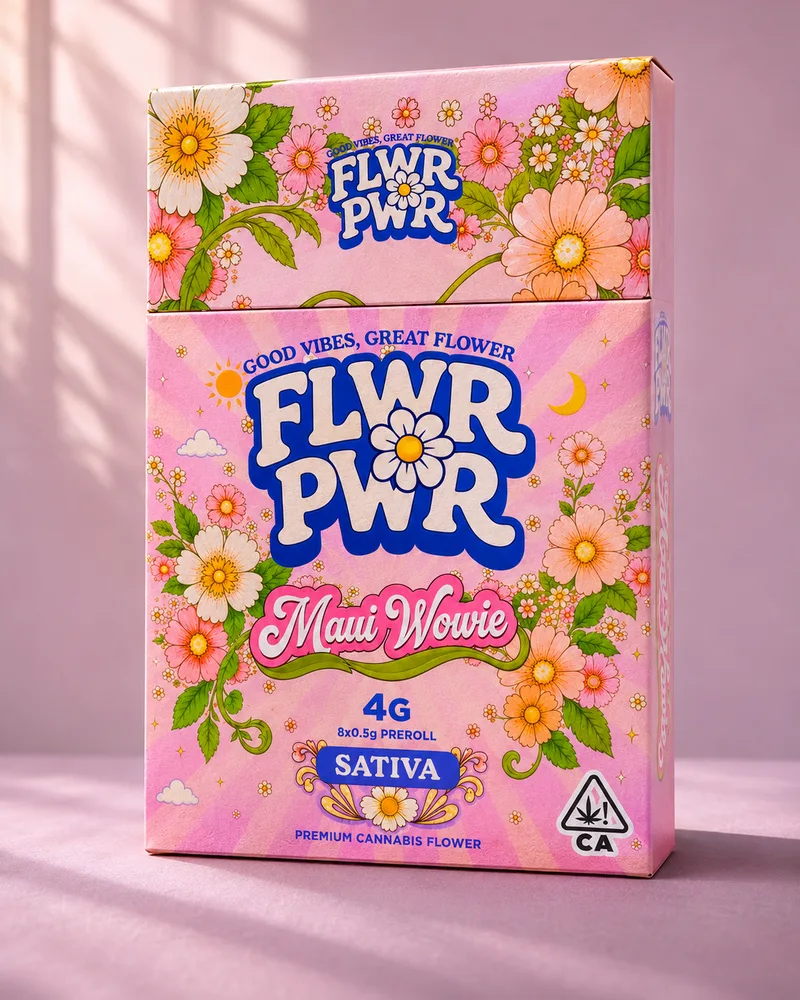 GOOD VIBES, GREAT FLOWER
FLWR
PWR
GOOD VIBES, GREAT FLOWER
FLWR
PWR
Maui Wowie
4G
8x0.5g PREROLL
SATIVA
PREMIUM CANNABIS FLOWER
CA